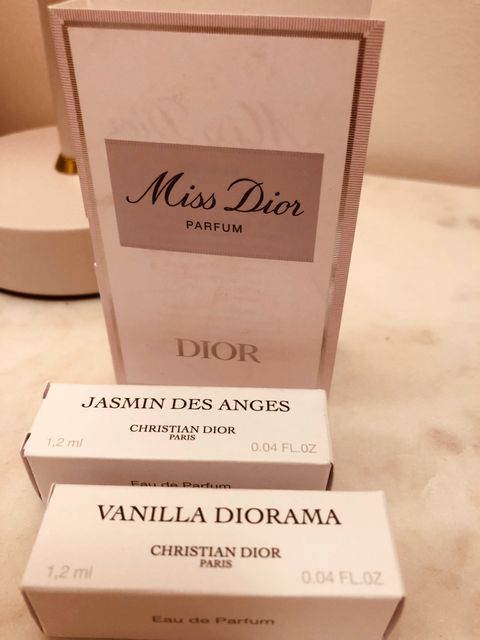 Miss Dior
PARFUM
DIOR
JASMIN DES ANGES
CHRISTIAN DIOR
PARIS
1,2 ml
0.04 FL.OZ
Eau de Parfum
VANILLA DIORAMA
CHRISTIAN DIOR
PARIS
1,2 ml
0.04 FL.OZ
Eau de Parfum